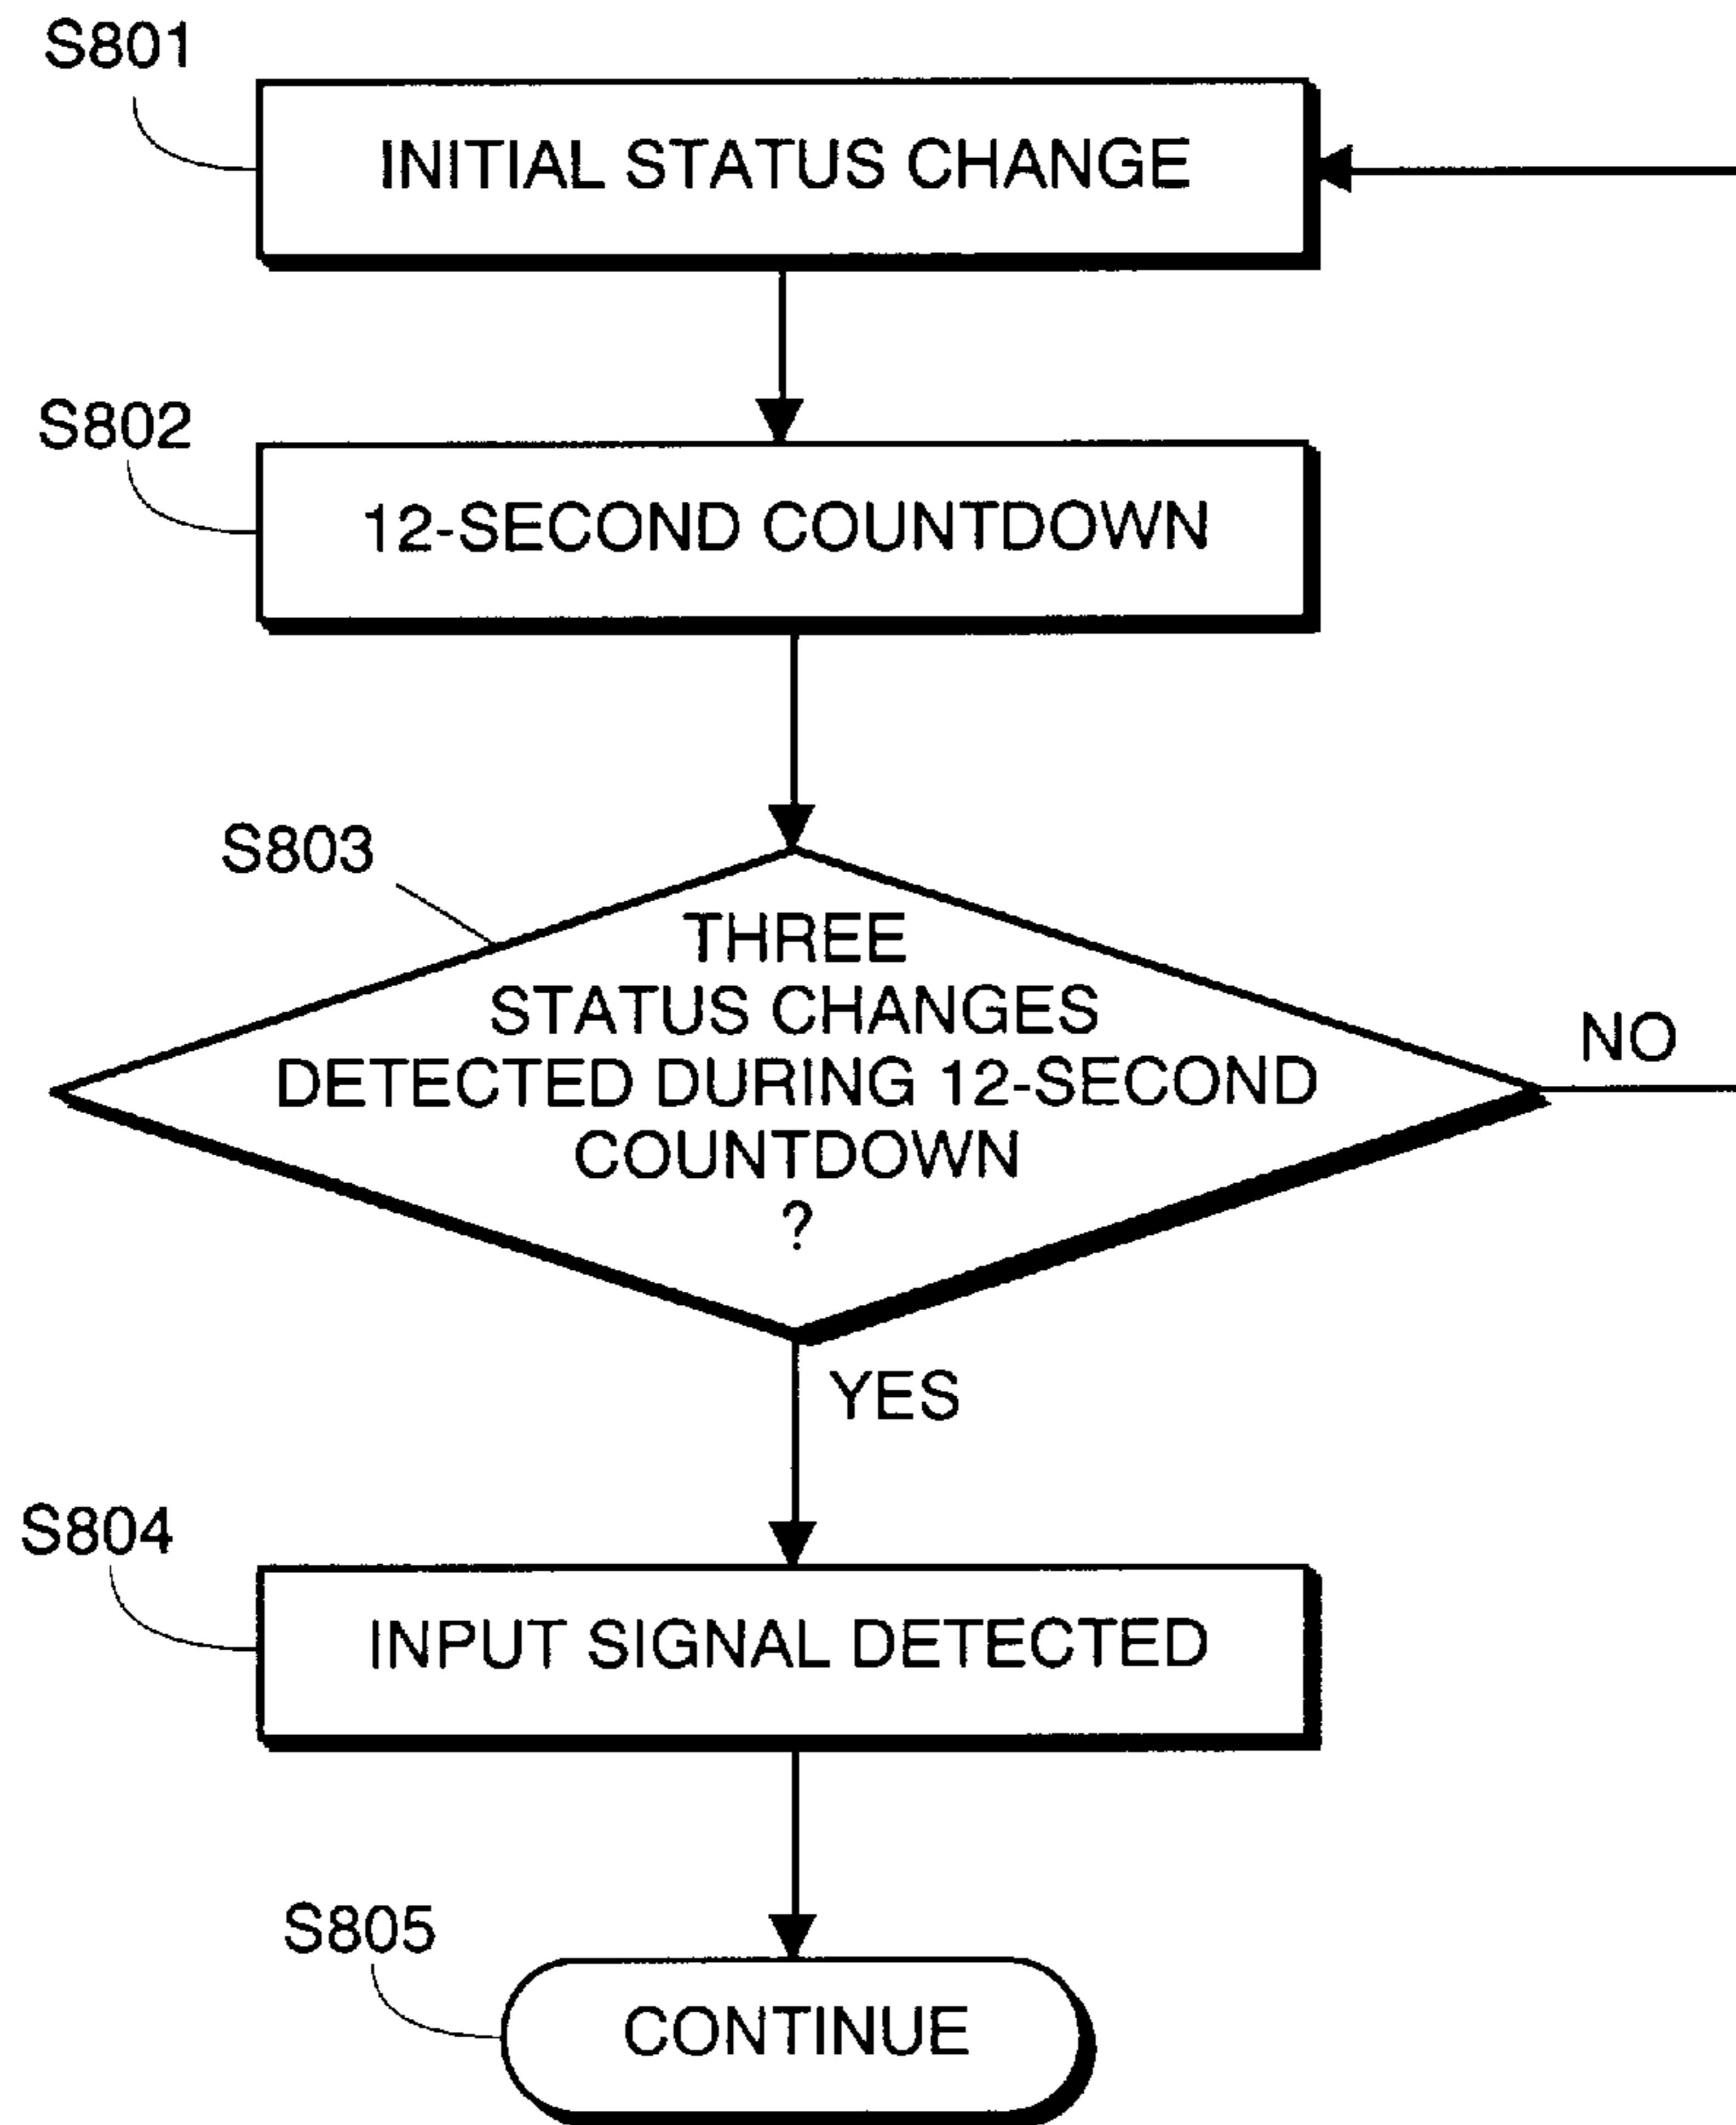 S801
INITIAL STATUS CHANGE
S802
12-SECOND COUNTDOWN
S803
THREE
STATUS CHANGES
DETECTED DURING 12-SECOND
COUNTDOWN
?
NO
YES
S804
INPUT SIGNAL DETECTED
S805
CONTINUE